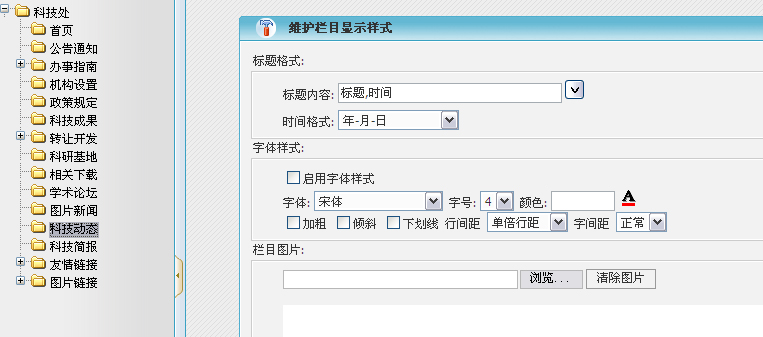 科技处
首页
公告通知
办事指南
机构设置
政策规定
科技成果
转让开发
科研基地
相关下载
学术论坛
图片新闻
科技动态
科技简报
友情链接
图片链接
维护栏目显示样式
标题格式:
标题内容: 标题,时间
时间格式: 年-月-日
字体样式:
启用字体样式
字体: 宋体 字号: 4 颜色: A
加粗 倾斜 下划线 行间距 单倍行距 字间距 正常
栏目图片:
浏览... 清除图片